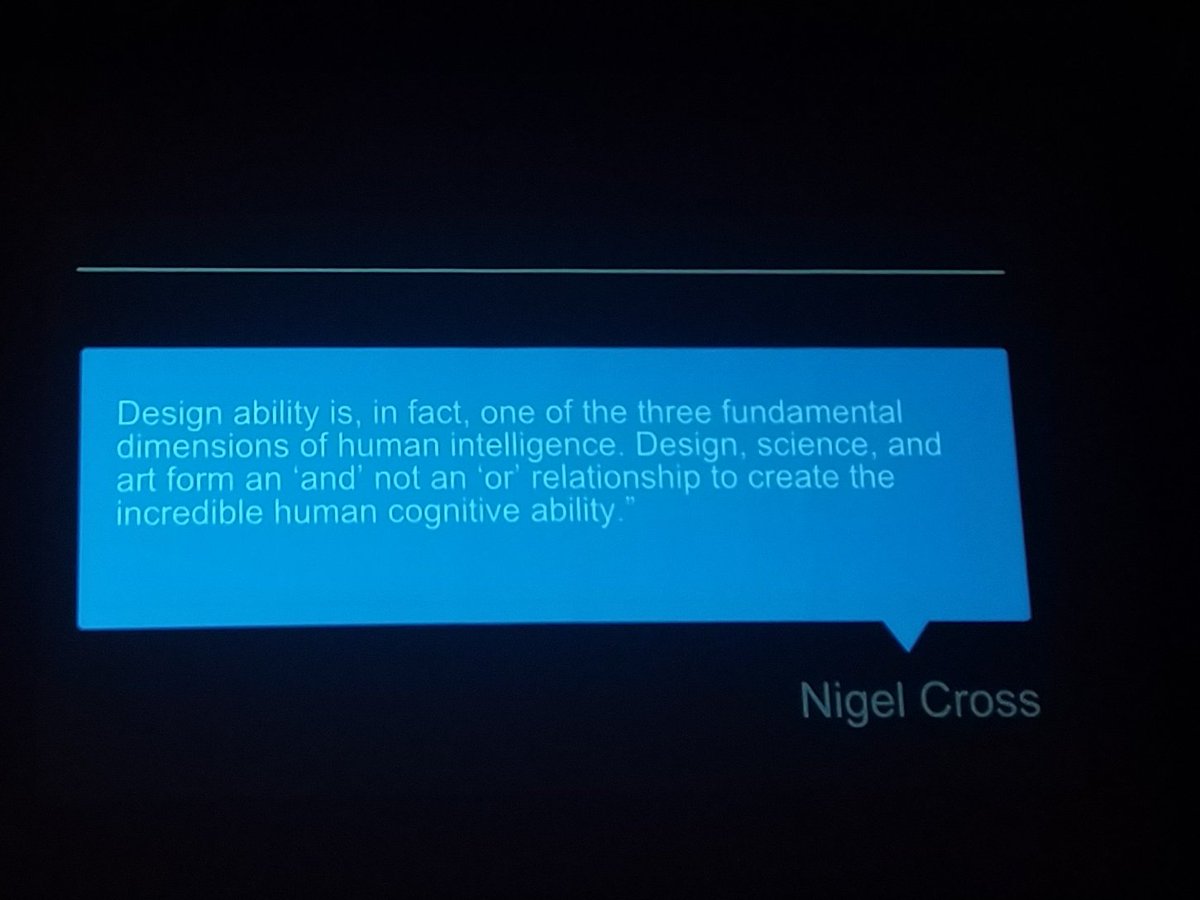 Design ability is, in fact, one of the three fundamental
dimensions of human intelligence. Design, science, and
art form an ‘and’ not an ‘or’ relationship to create the
incredible human cognitive ability.”
Nigel Cross